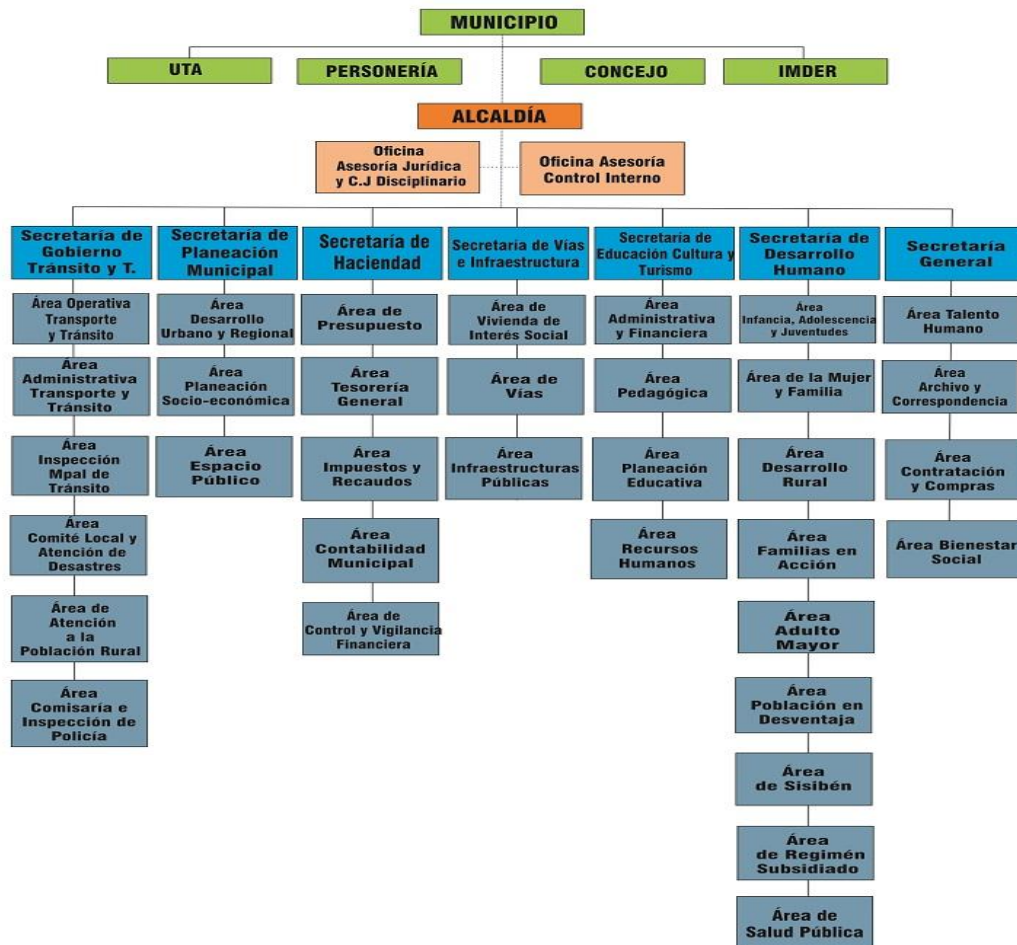 MUNICIPIO
UTA
PERSONERÍA
CONCEJO
IMDER
ALCALDÍA
Oficina
Asesoría Jurídica
y C.J Disciplinario
Oficina Asesoría
Control Interno
Secretaría de
Gobierno
Tránsito y T.
Área Operativa
Transporte
y Tránsito
Área
Administrativa
Transporte y
Tránsito
Área
Inspección
Mpal de
Tránsito
Área
Comité Local y
Atención de
Desastres
Área de
Atención
a la
Población Rural
Área
Comisaría e
Inspección de
Policía
Secretaría de
Planeación
Municipal
Área
Desarrollo
Urbano y Regional
Área
Planeación
Socio-económica
Área
Espacio
Público
Secretaría de
Haciendad
Área de
Presupuesto
Área
Tesorería
General
Área
Impuestos y
Recaudos
Área
Contabilidad
Municipal
Área de
Control y Vigilancia
Financiera
Secretaría de Vías
e Infraestructura
Área de
Vivienda de
Interés Social
Área de
Vías
Área
Infraestructuras
Públicas
Secretaría de
Educación Cultura y
Turismo
Área
Administrativa
y Financiera
Área
Pedagógica
Área
Planeación
Educativa
Área
Recursos
Humanos
Secretaría de
Desarrollo
Humano
Área
Infancia, Adolescencia
y Juventudes
Área de la Mujer
y Familia
Área
Desarrollo
Rural
Área
Familias en
Acción
Área
Adulto
Mayor
Área
Población en
Desventaja
Área
de Sisibén
Área
de Regimén
Subsidiado
Área de
Salud Pública
Secretaría
General
Área Talento
Humano
Área
Archivo y
Correspondencia
Área
Contratación
y Compras
Área Bienestar
Social